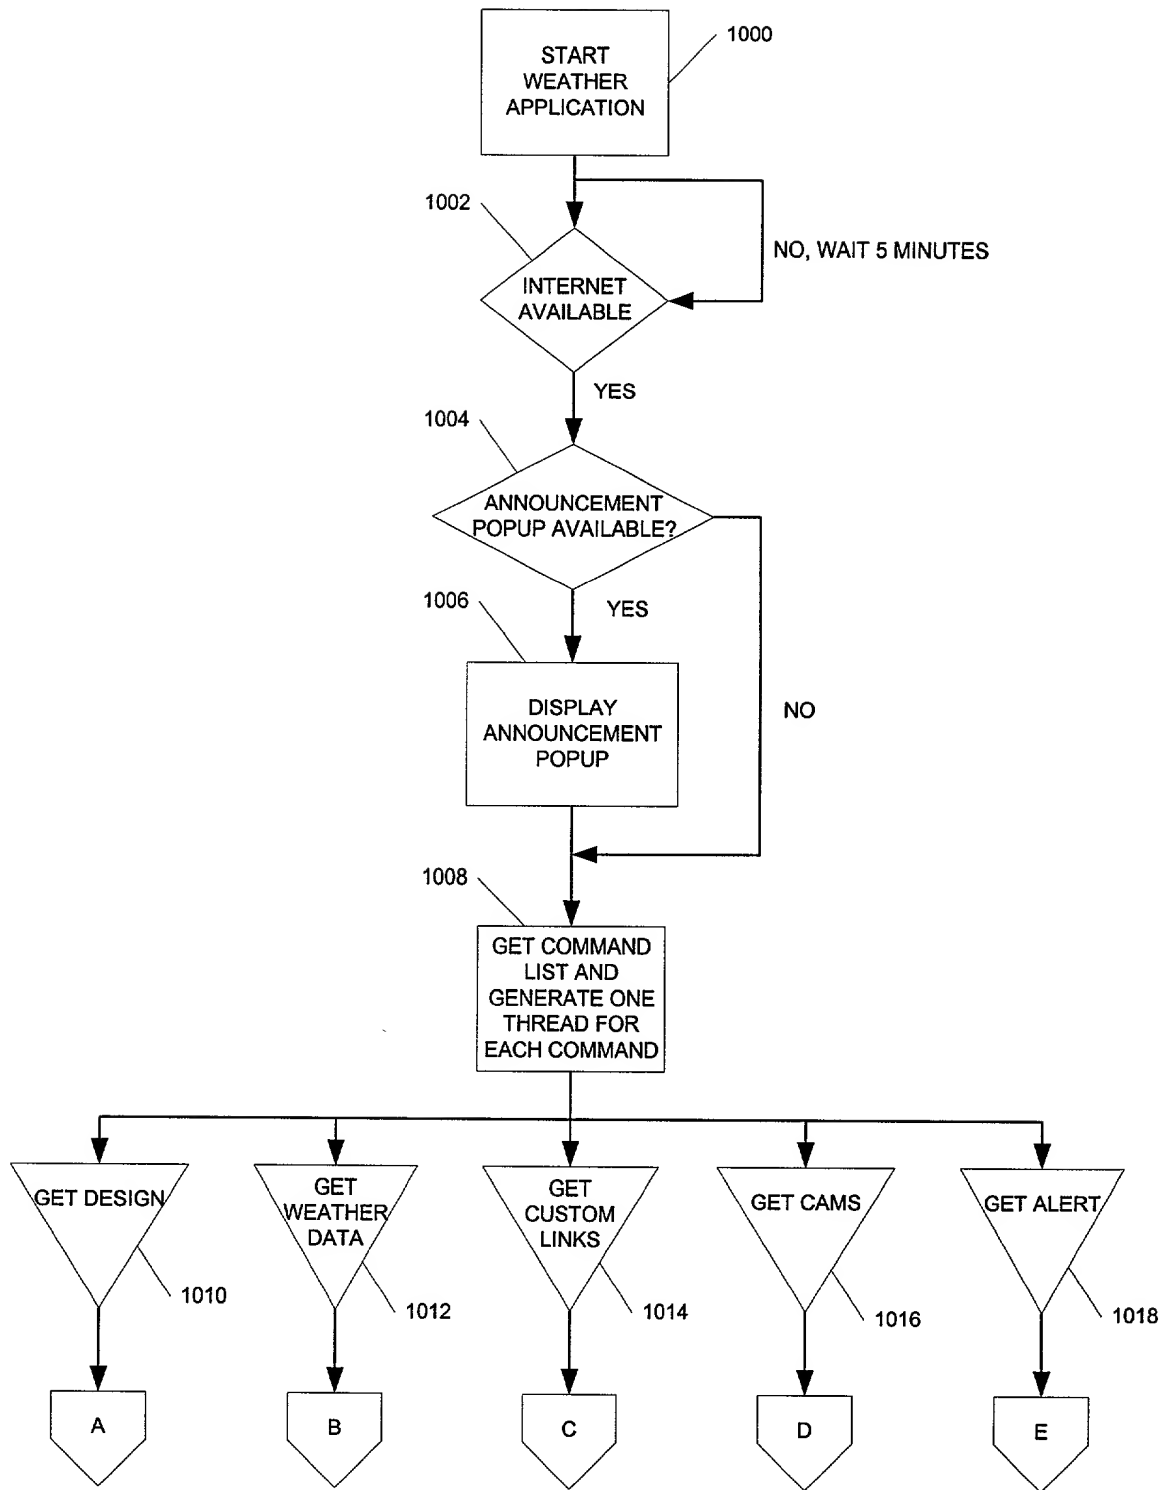 START
WEATHER
APPLICATION
1000
1002
INTERNET
AVAILABLE
NO, WAIT 5 MINUTES
YES
1004
ANNOUNCEMENT
POPUP AVAILABLE?
1006
YES
DISPLAY
ANNOUNCEMENT
POPUP
NO
1008
GET COMMAND
LIST AND
GENERATE ONE
THREAD FOR
EACH COMMAND
GET DESIGN
1010
GET
WEATHER
DATA
1012
GET
CUSTOM
LINKS
1014
GET CAMS
1016
GET ALERT
1018
A
B
C
D
E